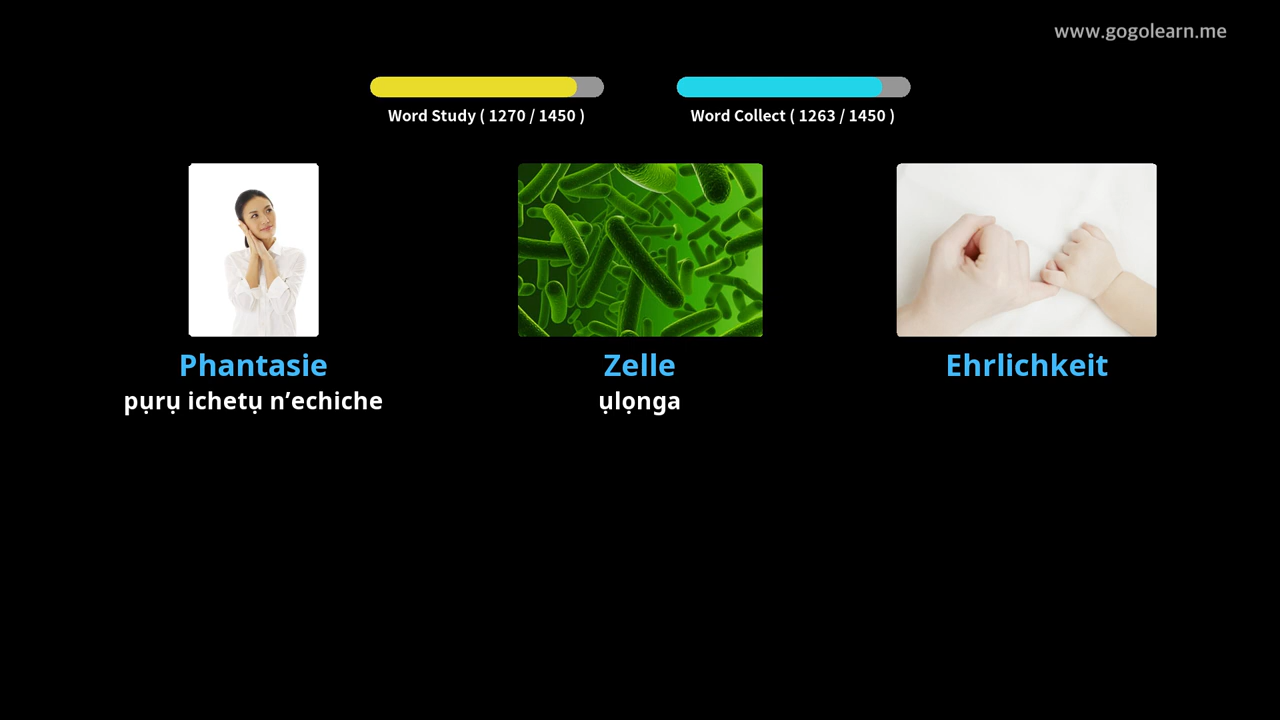 www.gogolearn.me
Word Study ( 1270 / 1450 )
Word Collect ( 1263 / 1450 )
Phantasie
pụrụ ichetụ n’echiche
Zelle
ụlọnga
Ehrlichkeit